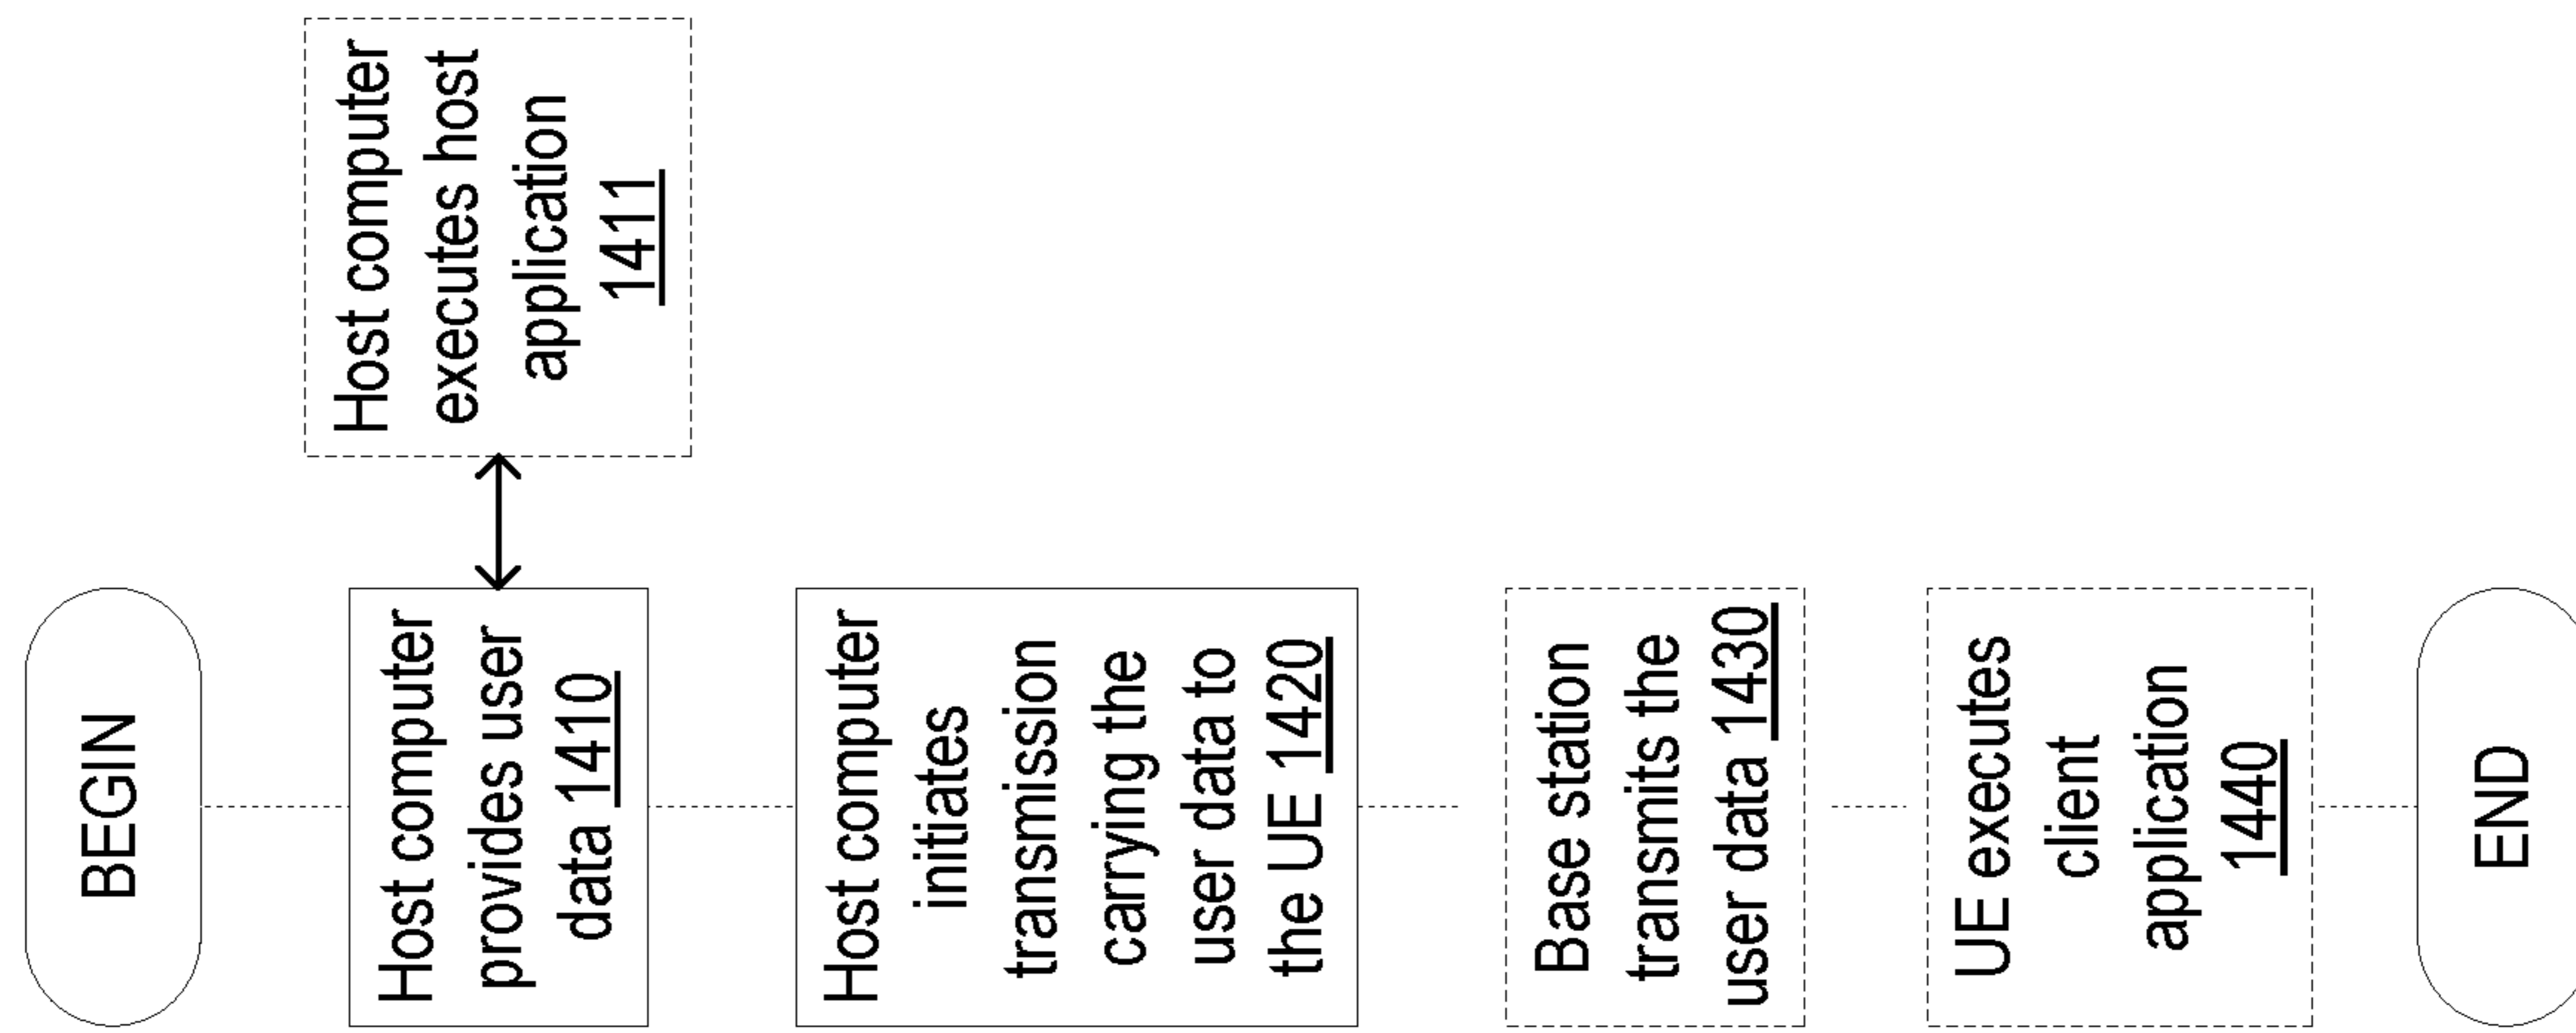 BEGIN
Host computer
provides user
data 1410
Host computer
executes host
application
1411
Host computer
initiates
transmission
carrying the
user data to
the UE 1420
Base station
transmits the
user data 1430
UE executes
client
application
1440
END